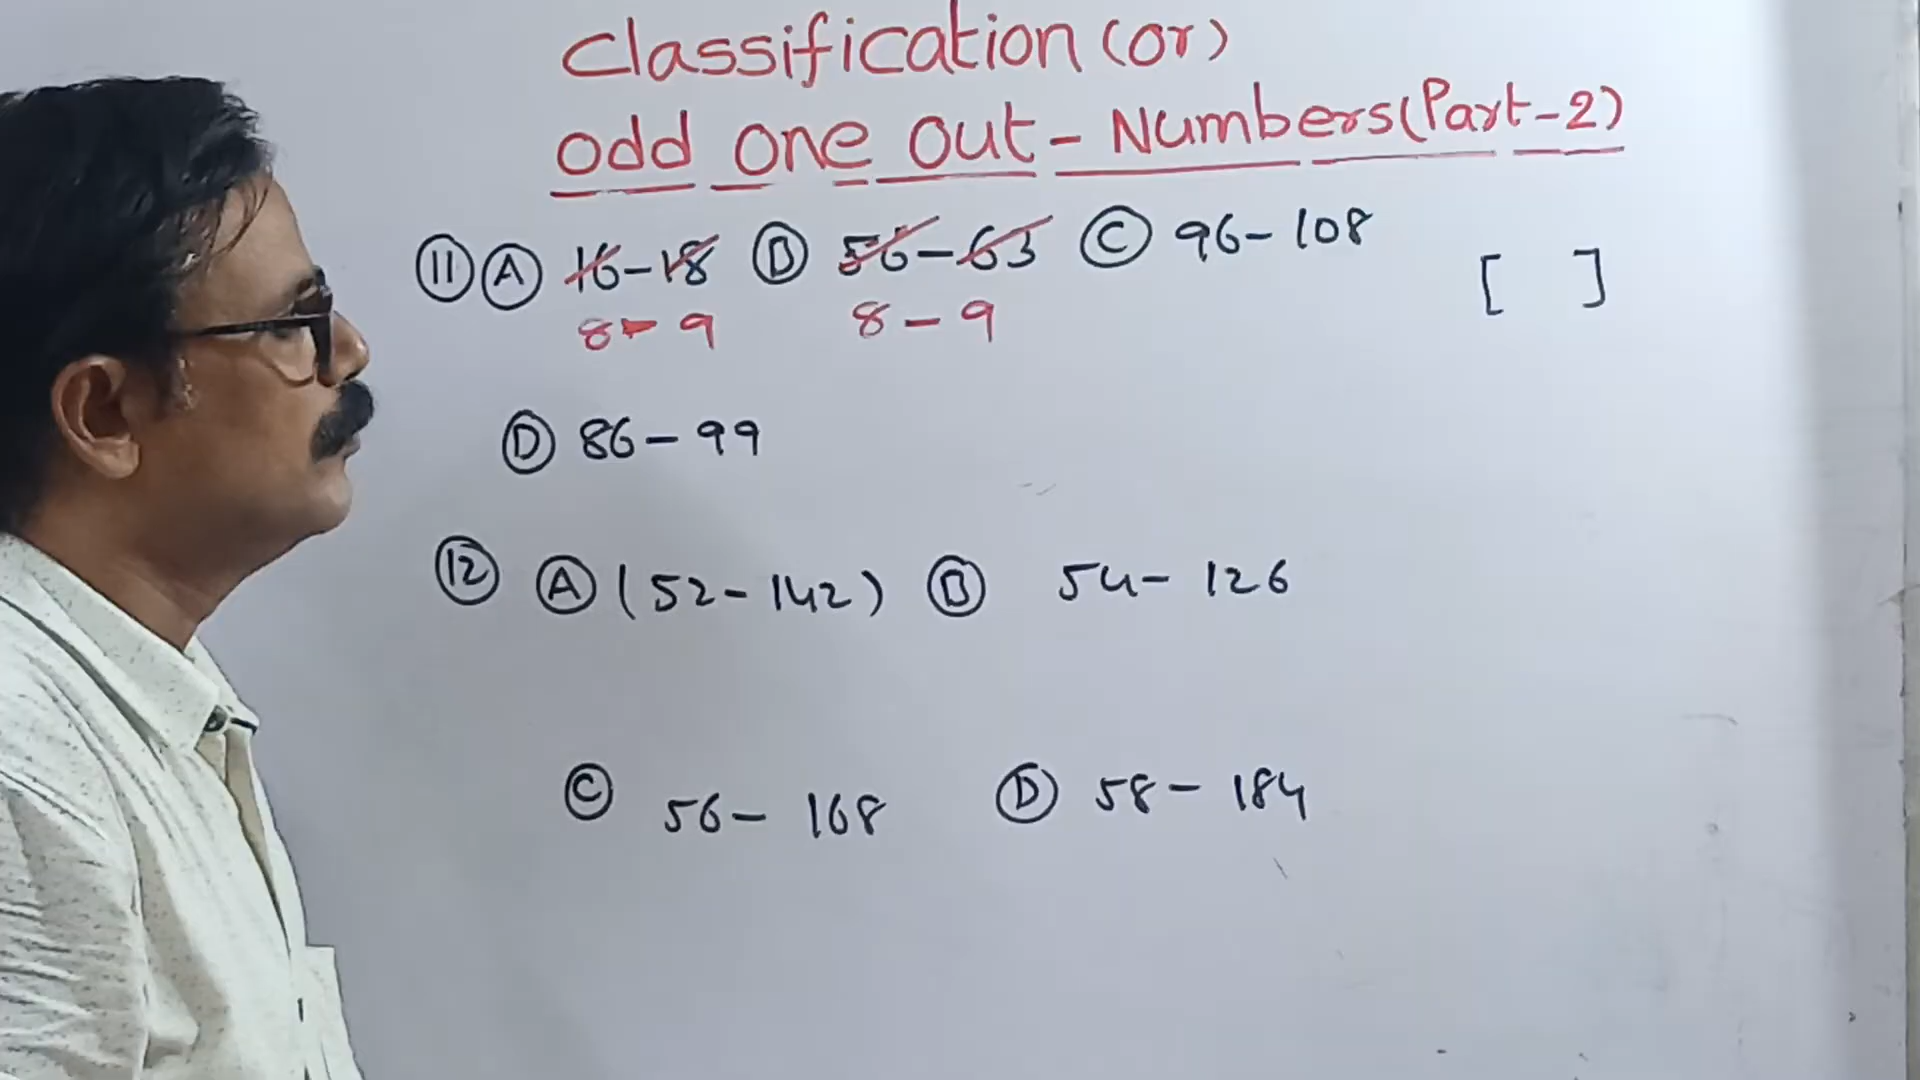 Classification (or)
odd one out - Numbers (Part-2)
11 A 16-18 B 56-63 C 96-108 [ ]
8-9 8-9
D 86-99
12 A (52-142) B 54-126
C 56-168 D 58-184